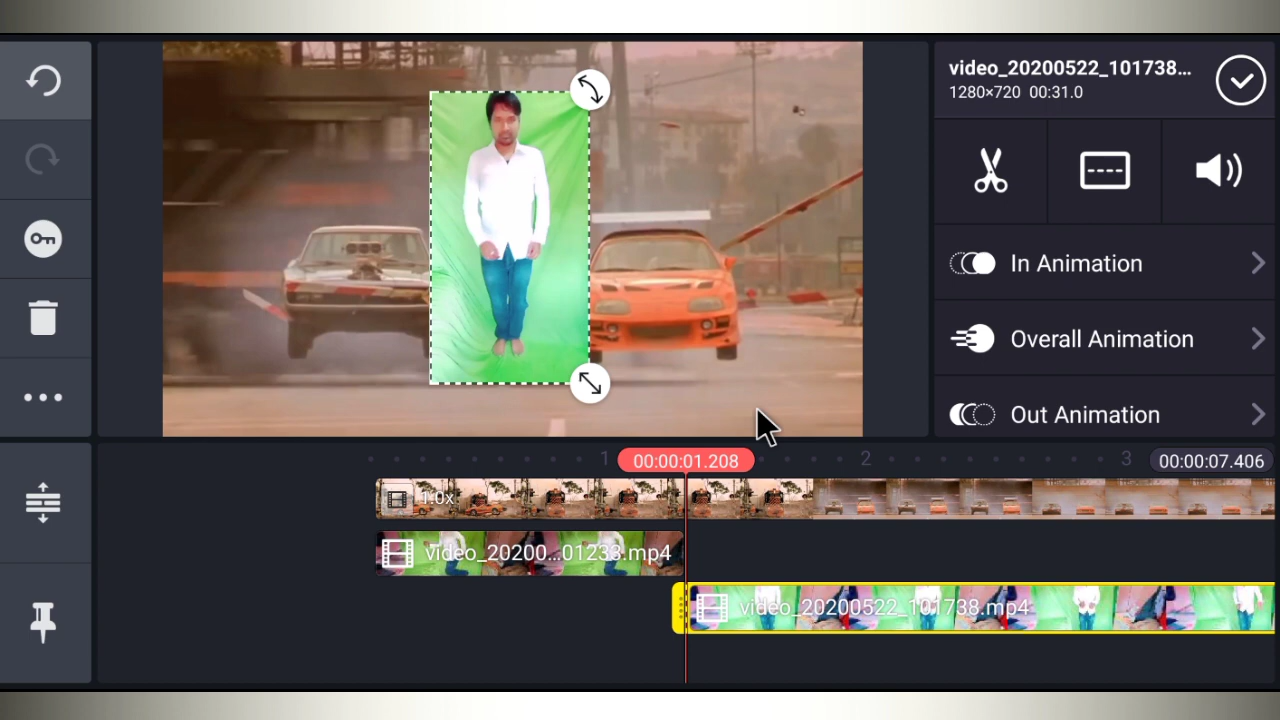 video_20200522_101738...
1280×720 00:31.0
In Animation
Overall Animation
Out Animation
1
00:00:01.208
2
3
00:00:07.406
1.0x
video_20200...01233.mp4
video_20200522_101738.mp4